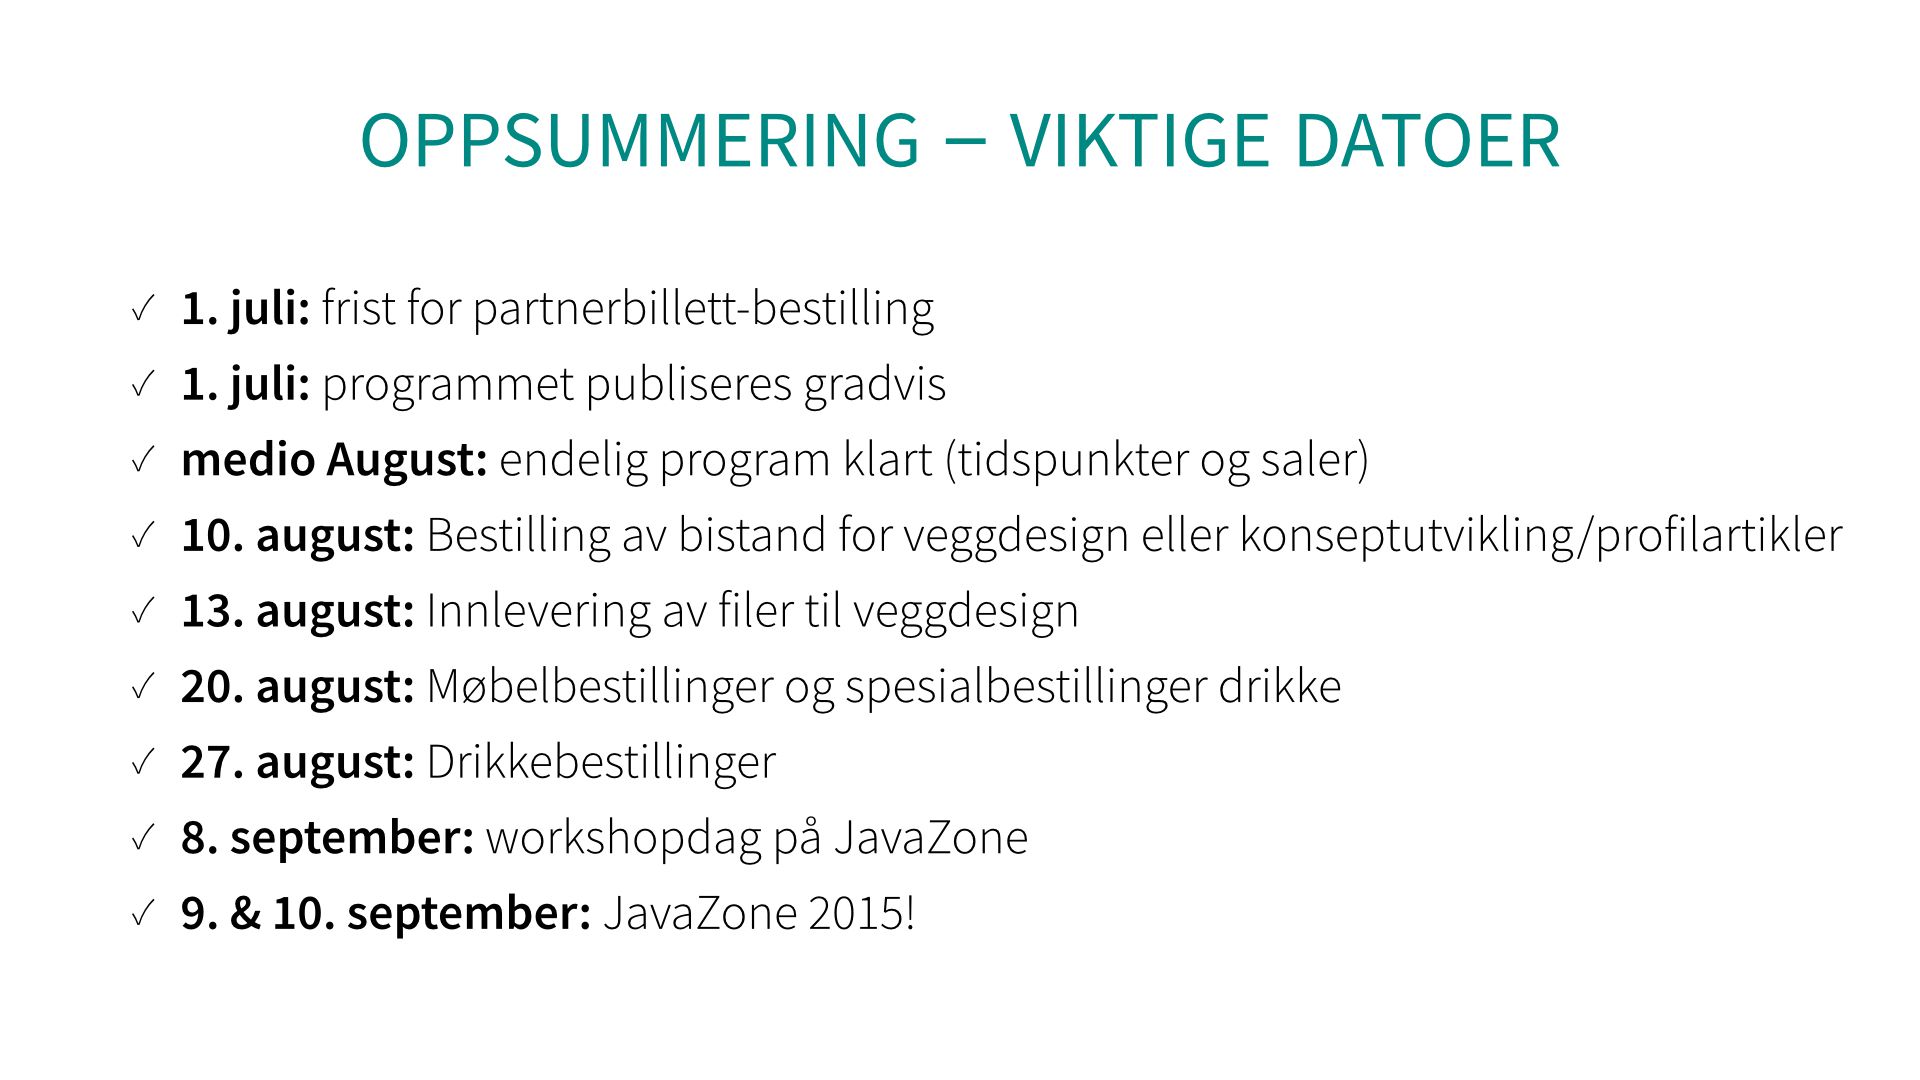 OPPSUMMERING – VIKTIGE DATOER
✓ 1. juli: frist for partnerbillett-bestilling
✓ 1. juli: programmet publiseres gradvis
✓ medio August: endelig program klart (tidspunkter og saler)
✓ 10. august: Bestilling av bistand for veggdesign eller konseptutvikling/profilartikler
✓ 13. august: Innlevering av filer til veggdesign
✓ 20. august: Møbelbestillinger og spesialbestillinger drikke
✓ 27. august: Drikkebestillinger
✓ 8. september: workshopdag på JavaZone
✓ 9. & 10. september: JavaZone 2015!